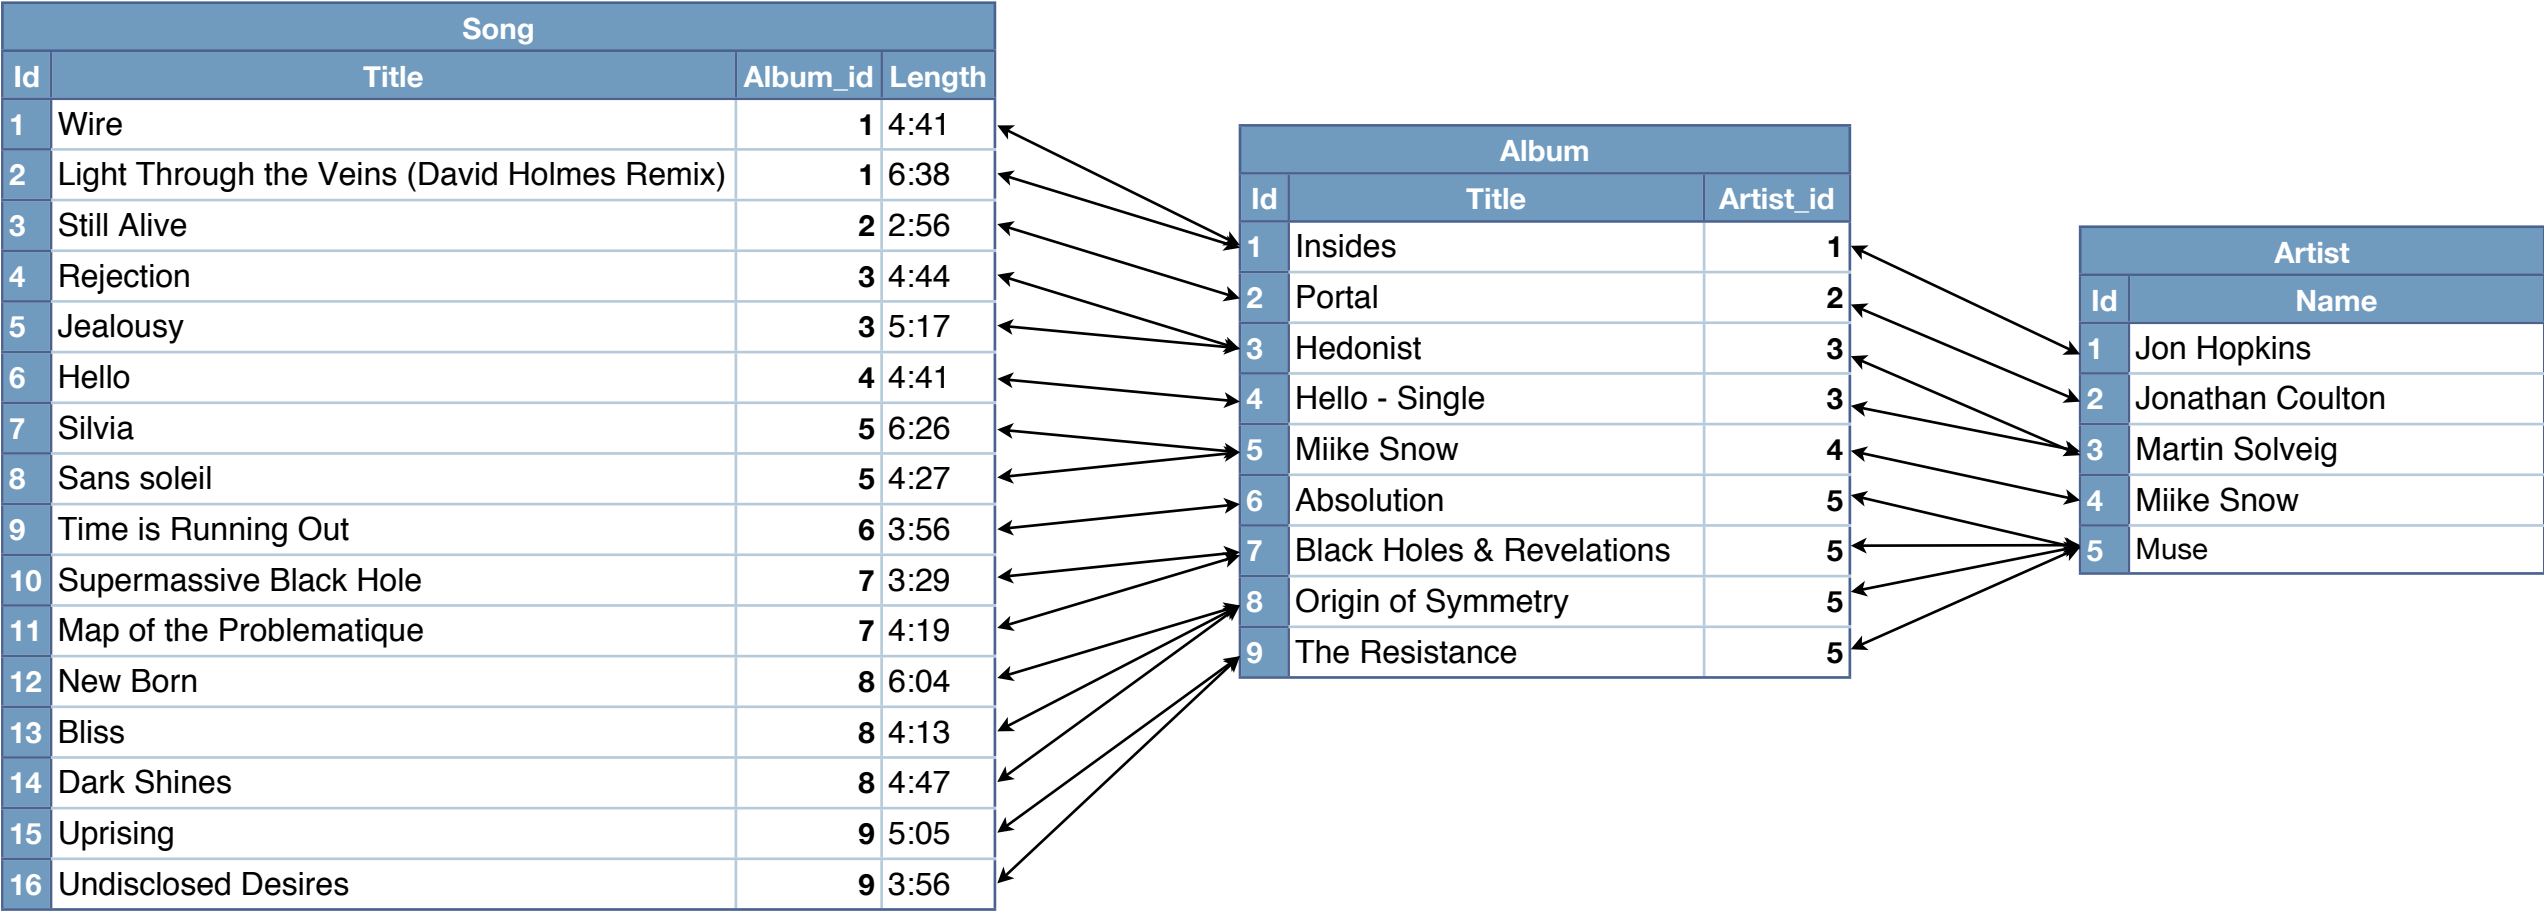 Song
Id Title Album_id Length
1 Wire 1 4:41
2 Light Through the Veins (David Holmes Remix) 1 6:38
3 Still Alive 2 2:56
4 Rejection 3 4:44
5 Jealousy 3 5:17
6 Hello 4 4:41
7 Silvia 5 6:26
8 Sans soleil 5 4:27
9 Time is Running Out 6 3:56
10 Supermassive Black Hole 7 3:29
11 Map of the Problematique 7 4:19
12 New Born 8 6:04
13 Bliss 8 4:13
14 Dark Shines 8 4:47
15 Uprising 9 5:05
16 Undisclosed Desires 9 3:56
Album
Id Title Artist_id
1 Insides 1
2 Portal 2
3 Hedonist 3
4 Hello - Single 3
5 Miike Snow 4
6 Absolution 5
7 Black Holes & Revelations 5
8 Origin of Symmetry 5
9 The Resistance 5
Artist
Id Name
1 Jon Hopkins
2 Jonathan Coulton
3 Martin Solveig
4 Miike Snow
5 Muse